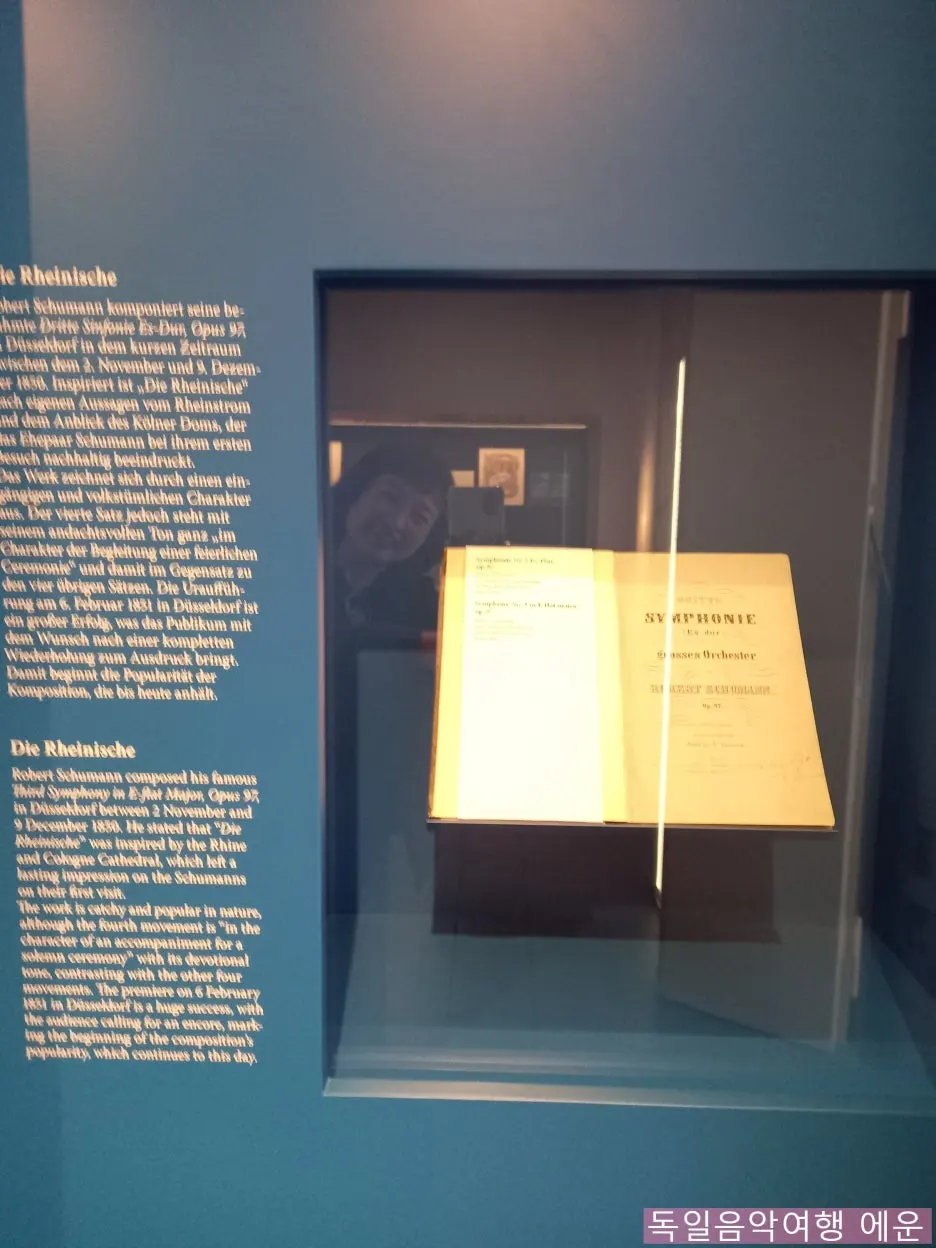 ie Rheinische
obert Schumann komponiert seine be-
hmte Dritte Sinfonie Es-Dur, Opus 97,
Düsseldorf in dem kurzen Zeitraum
wischen dem 2. November und 9. Dezem-
er 1850. Inspiriert ist „Die Rheinische"
ach eigenen Aussagen vom Rheinstrom
nd dem Anblick des Kölner Doms, der
as Ehepaar Schumann bei ihrem ersten
Besuch nachhaltig beeindruckt.
Das Werk zeichnet sich durch einen ein-
gängigen und volkstümlichen Charakter
aus. Der vierte Satz jedoch steht mit
seinem andachtsvollen Ton ganz „im
Charakter der Begleitung einer feierlichen
Ceremonie" und damit im Gegensatz zu
den vier übrigen Sätzen. Die Urauffüh-
rung am 6. Februar 1851 in Düsseldorf ist
ein großer Erfolg, was das Publikum mit
dem Wunsch nach einer kompletten
Wiederholung zum Ausdruck bringt.
Damit beginnt die Popularität der
Komposition, die bis heute anhält.
Die Rheinische
Robert Schumann composed his famous
Third Symphony in E-flat Major, Opus 97,
in Düsseldorf between 2 November and
9 December 1850. He stated that "Die
Rheinische" was inspired by the Rhine
and Cologne Cathedral, which left a
lasting impression on the Schumanns
on their first visit.
The work is catchy and popular in nature,
although the fourth movement is "in the
character of an accompaniment for a
solemn ceremony" with its devotional
tone, contrasting with the other four
movements. The premiere on 6 February
1851 in Düsseldorf is a huge success, with
the audience calling for an encore, mark-
ing the beginning of the composition's
popularity, which continues to this day.
SYMPHONIE
Es dur
grosses Orchester
ROBERT SCHUMANN
Op. 97.
독일음악여행 에운